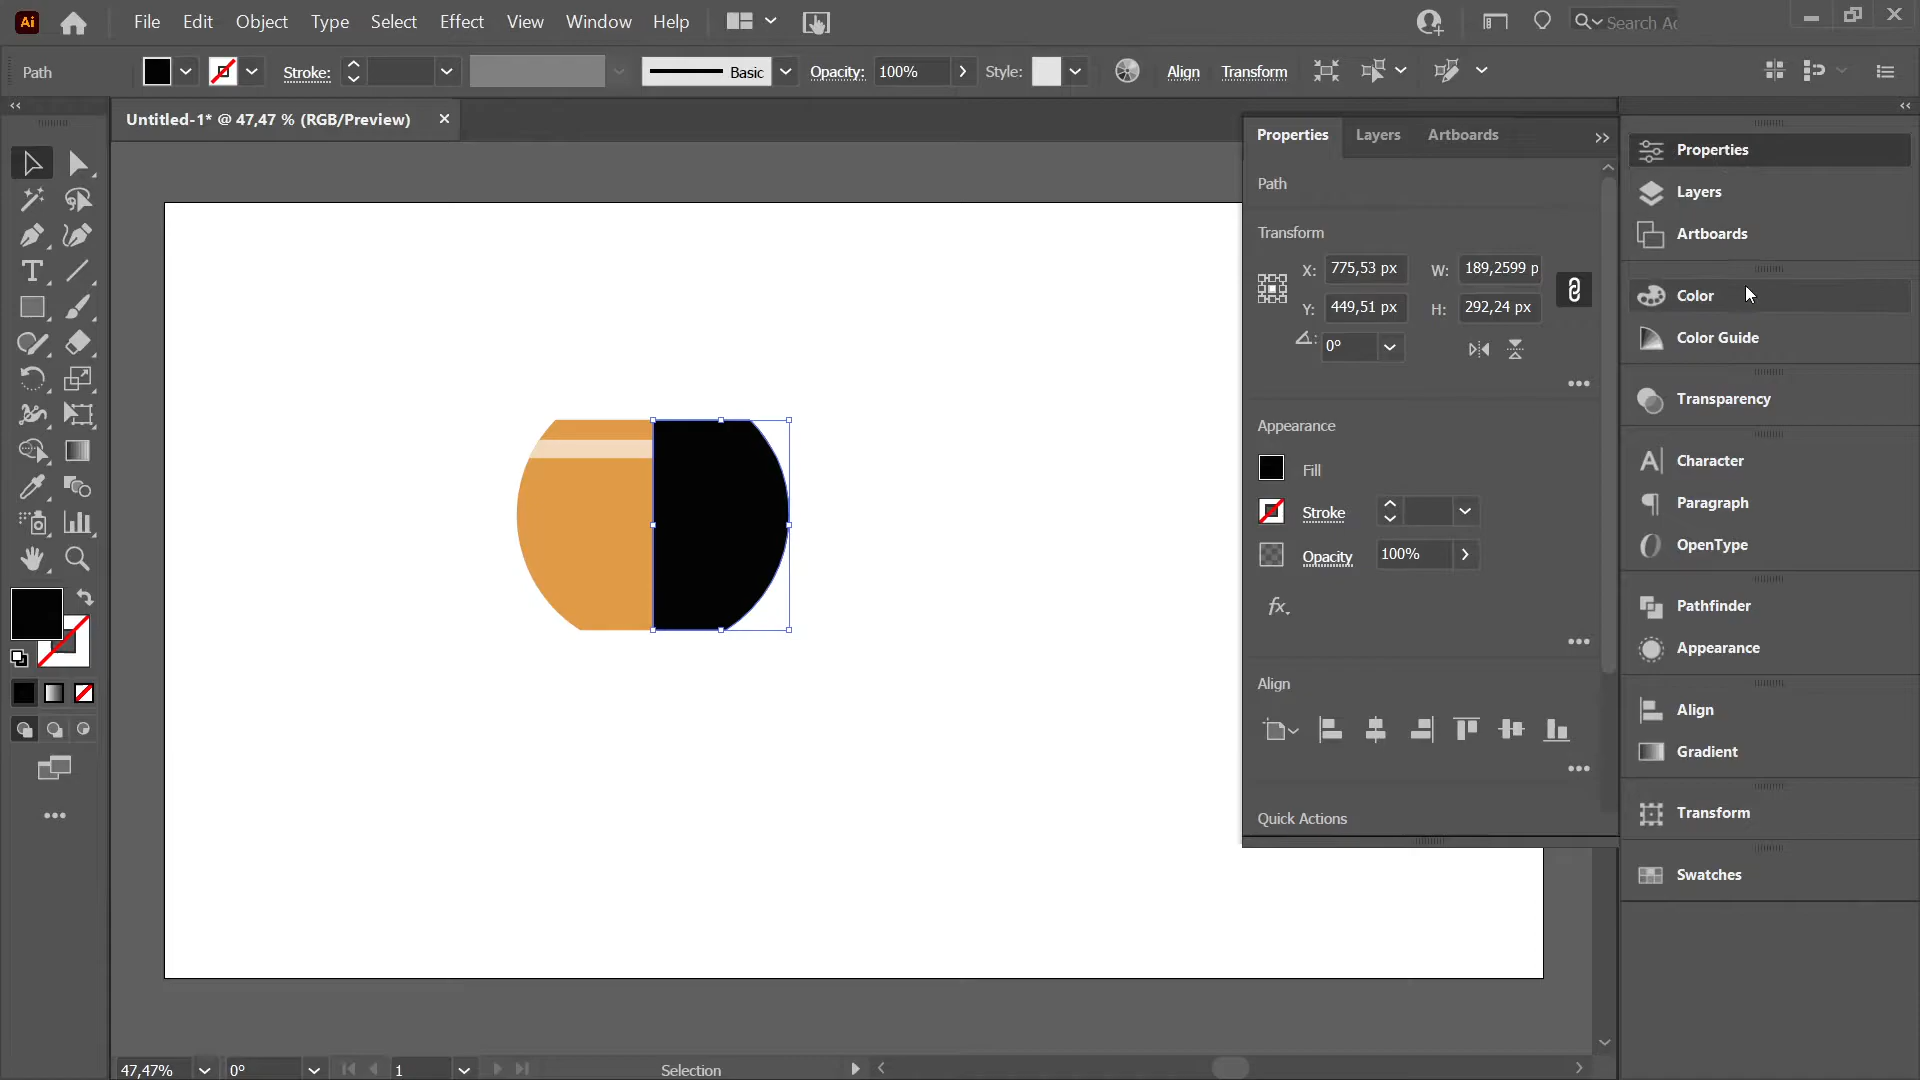 Ai File Edit Object Type Select Effect View Window Help Search Ac
Path Stroke: Basic Opacity: 100% Style: Align Transform
Untitled-1* @ 47,47 % (RGB/Preview)
Properties Layers Artboards
Path
Transform
X: 775,53 px W: 189,2599 p
Y: 449,51 px H: 292,24 px
0°
Appearance
Fill
Stroke
Opacity 100%
fx.
Align
Quick Actions
Properties
Layers
Artboards
Color
Color Guide
Transparency
Character
Paragraph
OpenType
Pathfinder
Appearance
Align
Gradient
Transform
Swatches
47,47% 0° 1 Selection